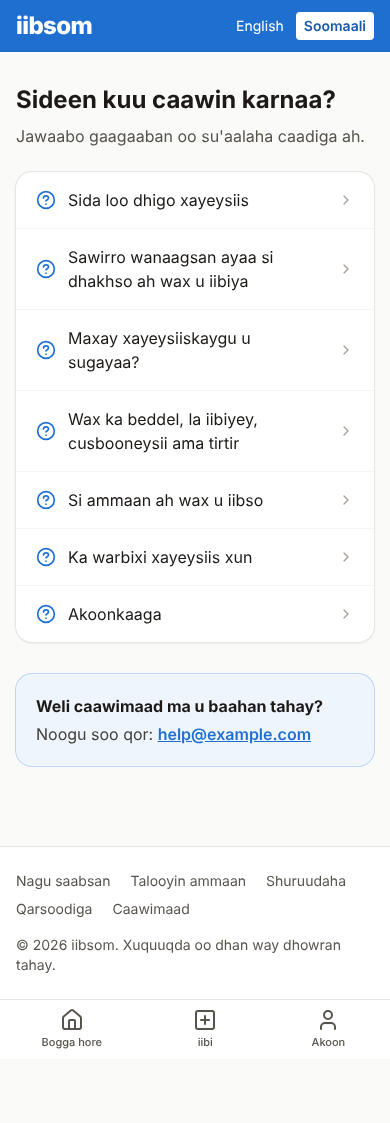 iibsom
English
Soomaali
Sideen kuu caawin karnaa?
Jawaabo gaagaaban oo su'aalaha caadiga ah.
Sida loo dhigo xayeysiis
Sawirro wanaagsan ayaa si
dhakhso ah wax u iibiya
Maxay xayeysiiskaygu u
sugayaa?
Wax ka beddel, la iibiyey,
cusbooneysii ama tirtir
Si ammaan ah wax u iibso
Ka warbixi xayeysiis xun
Akoonkaaga
Weli caawimaad ma u baahan tahay?
Noogu soo qor: help@example.com
Nagu saabsan
Talooyin ammaan
Shuruudaha
Qarsoodiga
Caawimaad
© 2026 iibsom. Xuquuqda oo dhan way dhowran
tahay.
Bogga hore
iibi
Akoon